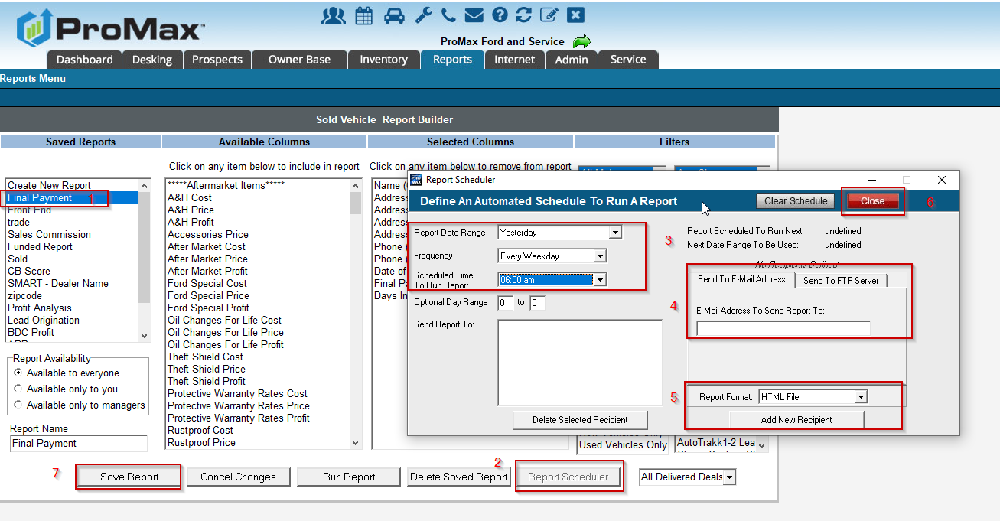 ProMax™
ProMax Ford and Service
Dashboard Desking Prospects Owner Base Inventory Reports Internet Admin Service
Reports Menu
Sold Vehicle Report Builder
Saved Reports Available Columns Selected Columns Filters
Click on any item below to include in report
Click on any item below to remove from report
Create New Report
Final Payment 1
Front End
trade
Sales Commission
Funded Report
Sold
CB Score
SMART - Dealer Name
zipcode
Profit Analysis
Lead Origination
BDC Profit
Report Availability
Available to everyone
Available only to you
Available only to managers
Report Name
Final Payment
*****Aftermarket Items*****
A&H Cost
A&H Price
A&H Profit
Accessories Price
After Market Cost
After Market Price
After Market Profit
Ford Special Cost
Ford Special Price
Ford Special Profit
Oil Changes For Life Cost
Oil Changes For Life Price
Oil Changes For Life Profit
Theft Shield Cost
Theft Shield Price
Theft Shield Profit
Protective Warranty Rates Cost
Protective Warranty Rates Price
Protective Warranty Rates Profit
Rustproof Cost
Rustproof Price
Name (
Address
Address
Address
Address
Phone (
Phone (
Date of
Final Pa
Days In
PRO MAX Report Scheduler
Define An Automated Schedule To Run A Report
Clear Schedule
Close 6
Report Date Range Yesterday
Frequency Every Weekday
Scheduled Time
To Run Report
06:00 am
3
Optional Day Range 0 to 0
Send Report To:
Delete Selected Recipient
Report Scheduled To Run Next: undefined
Next Date Range To Be Used: undefined
No Recipients Defined
Send To E-Mail Address Send To FTP Server
4
E-Mail Address To Send Report To:
5
Report Format: HTML File
Add New Recipient
Used Vehicles Only
AutoTrakk1-2 Lea
7 Save Report Cancel Changes Run Report Delete Saved Report 2 Report Scheduler All Delivered Deals